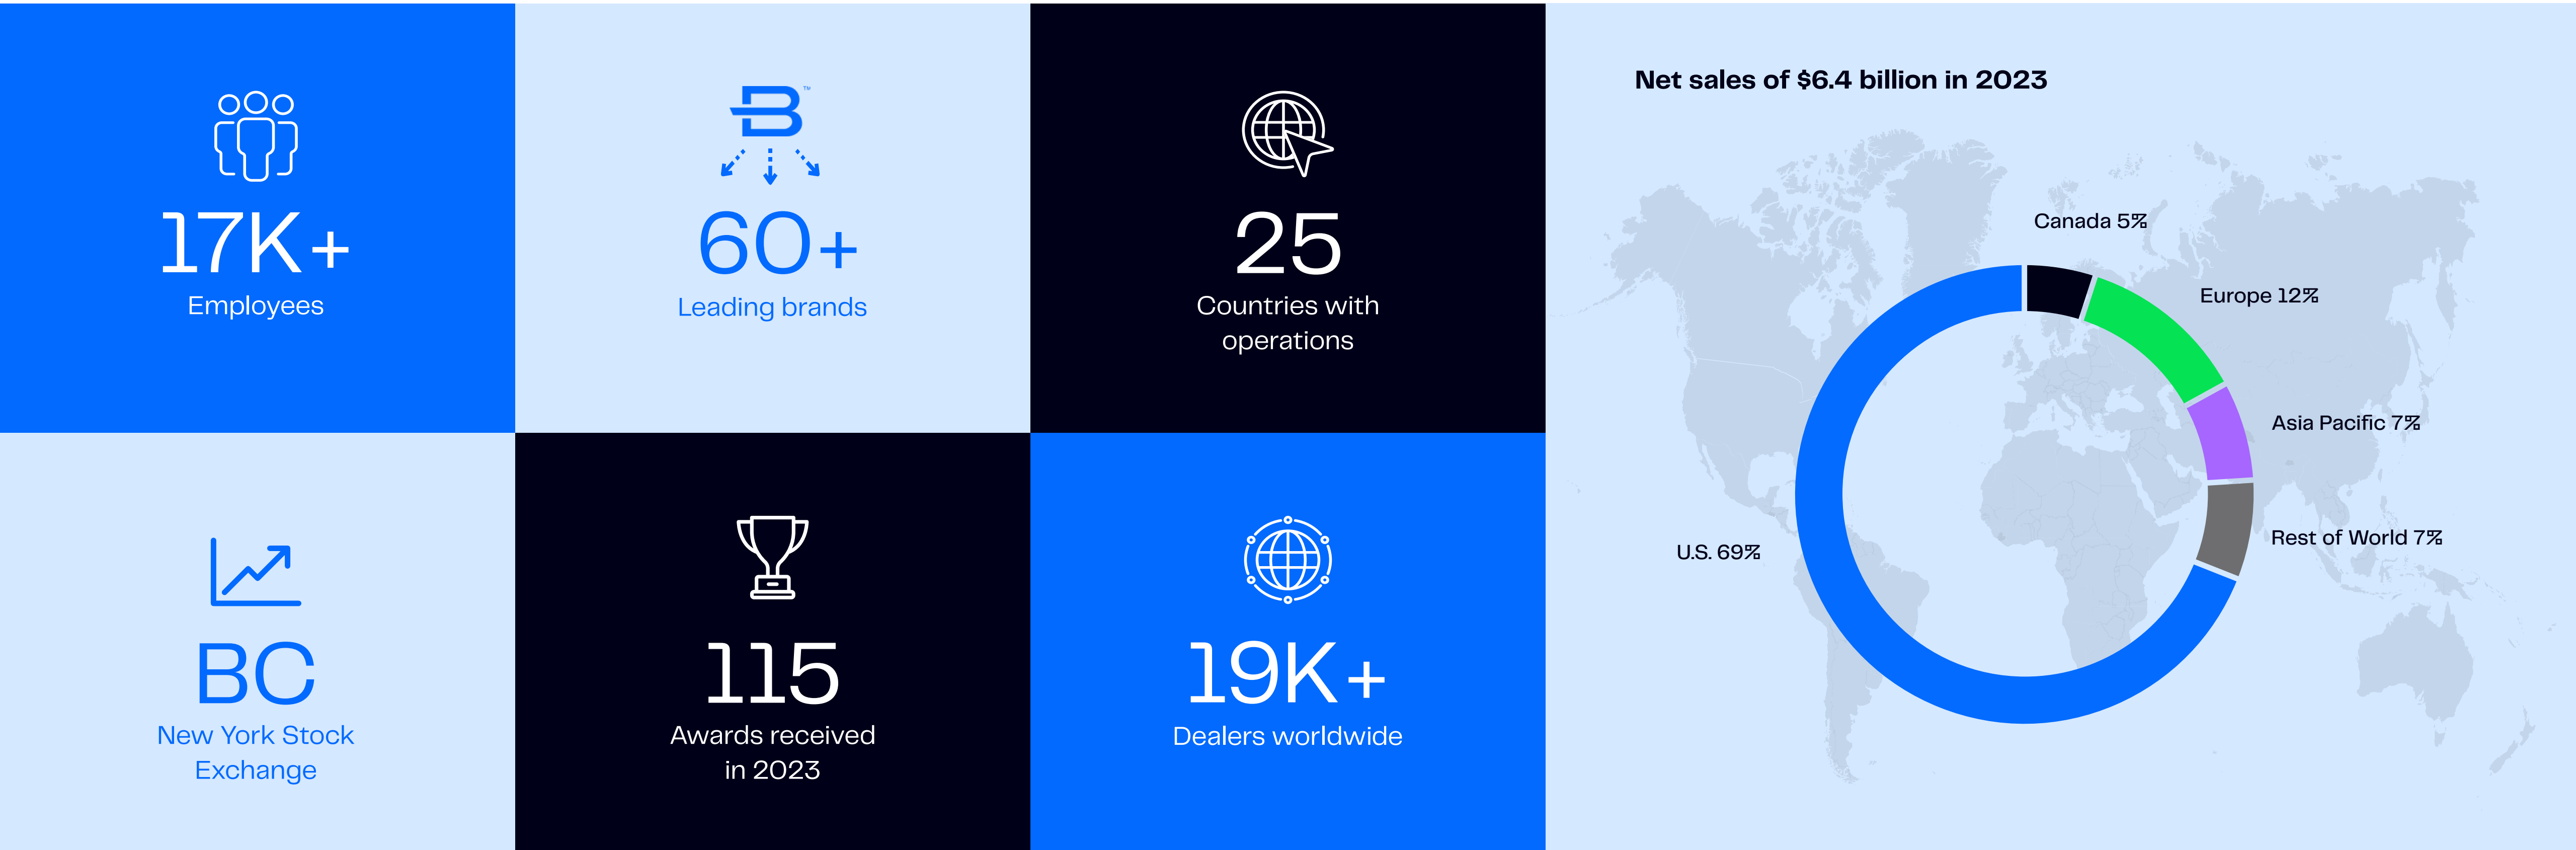 17K+
Employees
B™
60+
Leading brands
25
Countries with
operations
BC
New York Stock
Exchange
115
Awards received
in 2023
19K+
Dealers worldwide
Net sales of $6.4 billion in 2023
Canada 5%
Europe 12%
Asia Pacific 7%
Rest of World 7%
U.S. 69%